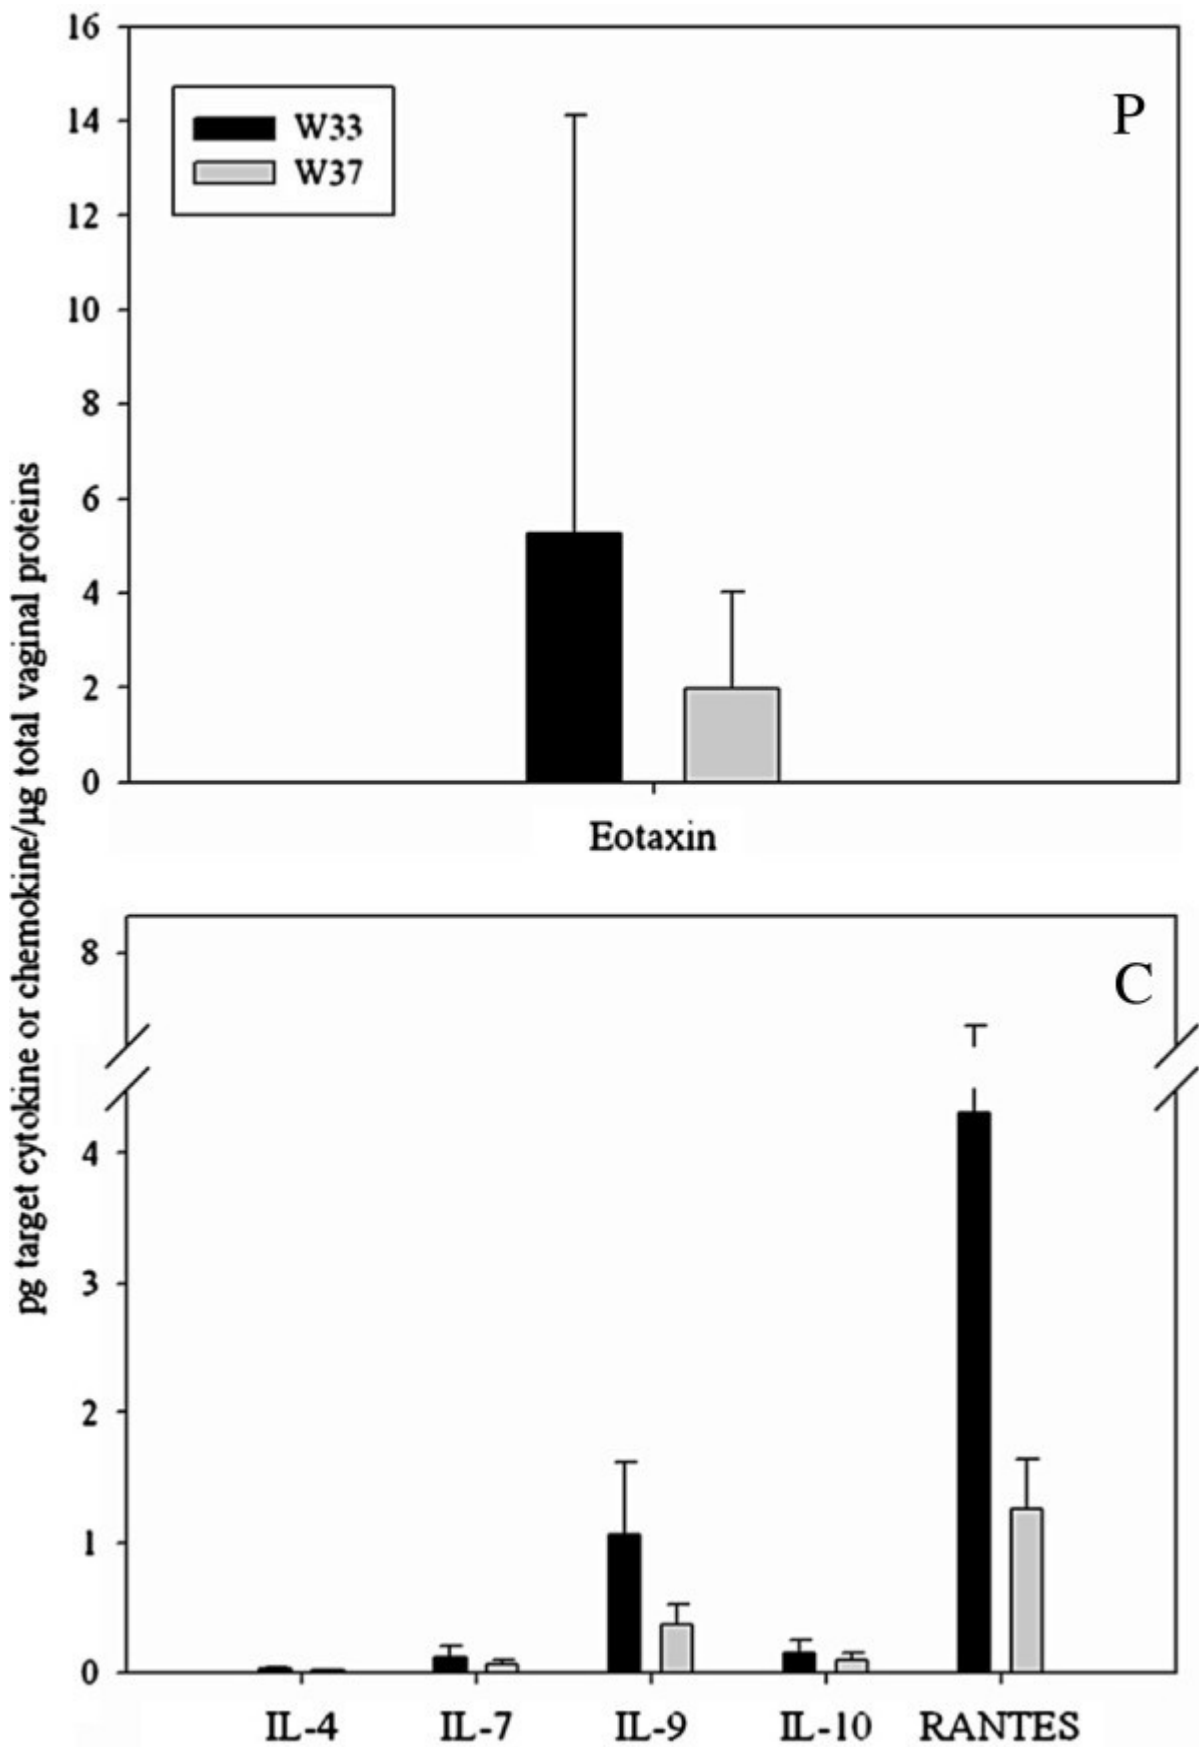 pg target cytokine or chemokine/µg total vaginal proteins
16
14
12
10
8
6
4
2
0
W33
W37
P
Eotaxin
8
4
3
2
1
0
C
IL-4 IL-7 IL-9 IL-10 RANTES